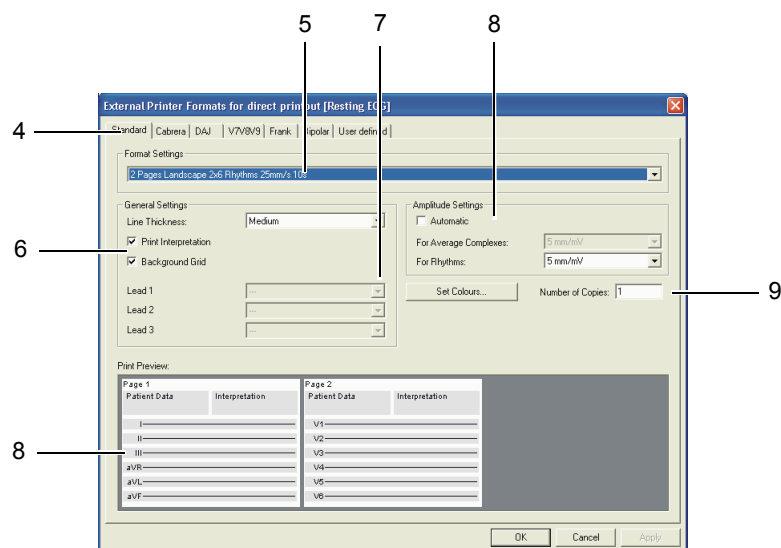 5 7 8
External Printer Formats for direct printout [Resting ECG]
4
Standard Cabrera DAJ V7V8V9 Frank Bipolar User defined
Format Settings
2 Pages Landscape 2x6 Rhythms 25mm/s 10s
General Settings
Line Thickness: Medium
6
Print Interpretation
Background Grid
Lead 1 ---
Lead 2 ---
Lead 3 ---
Amplitude Settings
Automatic
For Average Complexes: 5 mm/mV
For Rhythms: 5 mm/mV
Set Colours... Number of Copies: 1
9
Print Preview:
Page 1 Page 2
Patient Data Interpretation Patient Data Interpretation
I V1
II V2
8 III V3
aVR V4
aVL V5
aVF V6
OK Cancel Apply